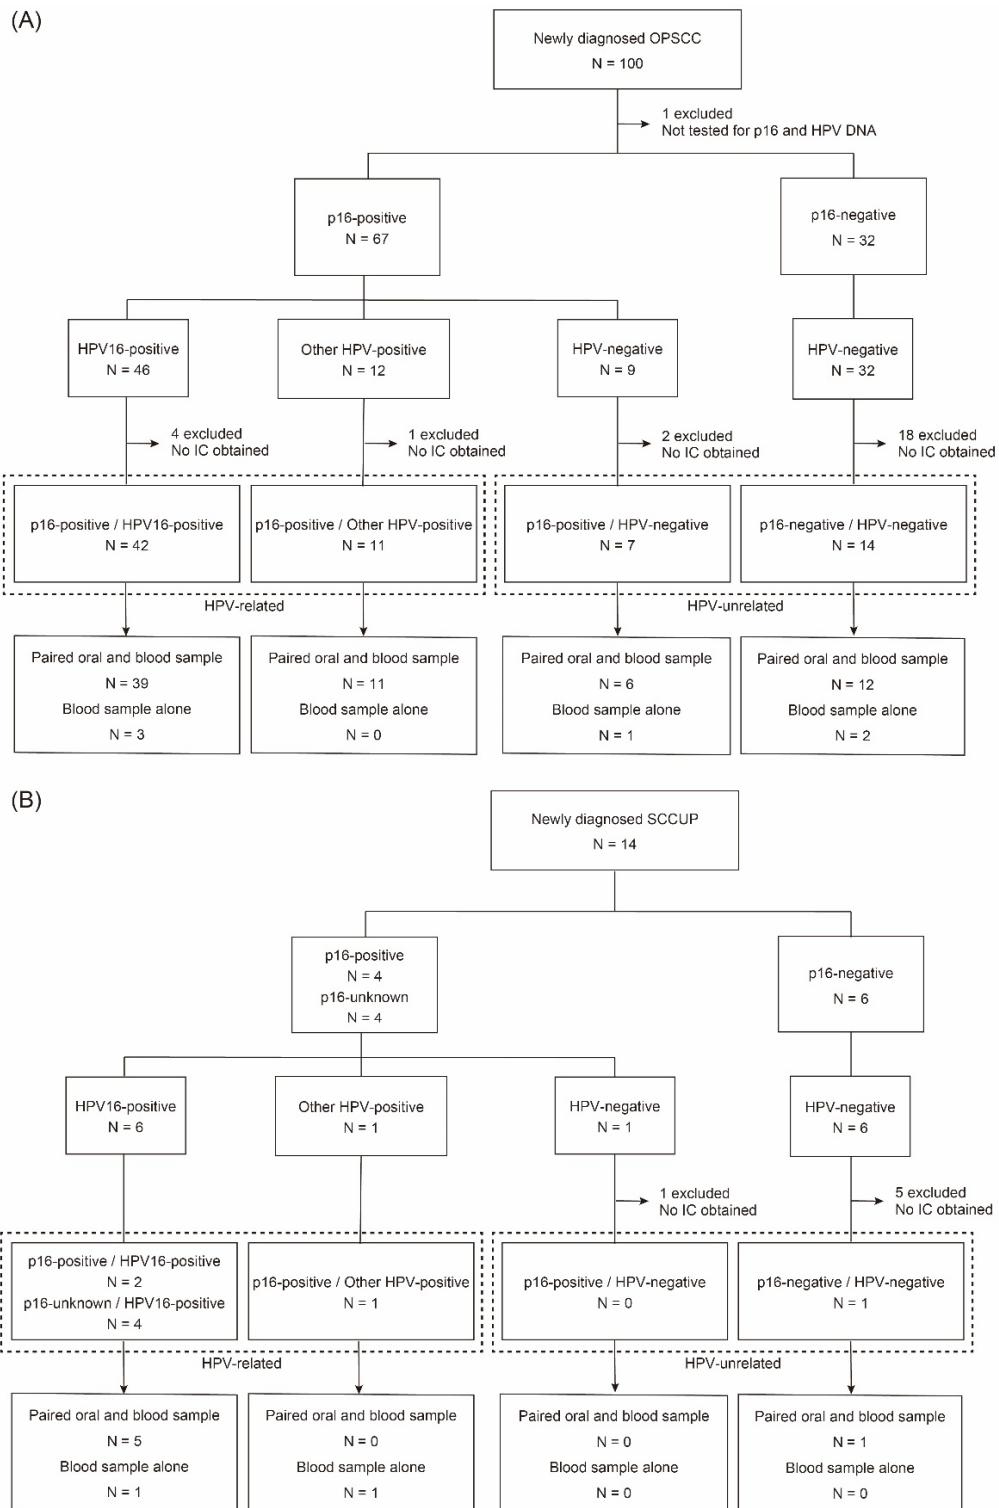 (A)
Newly diagnosed OPSCC
N = 100
1 excluded
Not tested for p16 and HPV DNA
p16-positive
N = 67
p16-negative
N = 32
HPV16-positive
N = 46
Other HPV-positive
N = 12
HPV-negative
N = 9
HPV-negative
N = 32
4 excluded
No IC obtained
1 excluded
No IC obtained
2 excluded
No IC obtained
18 excluded
No IC obtained
p16-positive / HPV16-positive
N = 42
p16-positive / Other HPV-positive
N = 11
p16-positive / HPV-negative
N = 7
p16-negative / HPV-negative
N = 14
HPV-related
HPV-unrelated
Paired oral and blood sample
N = 39
Blood sample alone
N = 3
Paired oral and blood sample
N = 11
Blood sample alone
N = 0
Paired oral and blood sample
N = 6
Blood sample alone
N = 1
Paired oral and blood sample
N = 12
Blood sample alone
N = 2
(B)
Newly diagnosed SCCUP
N = 14
p16-positive
N = 4
p16-unknown
N = 4
p16-negative
N = 6
HPV16-positive
N = 6
Other HPV-positive
N = 1
HPV-negative
N = 1
HPV-negative
N = 6
1 excluded
No IC obtained
5 excluded
No IC obtained
p16-positive / HPV16-positive
N = 2
p16-unknown / HPV16-positive
N = 4
p16-positive / Other HPV-positive
N = 1
p16-positive / HPV-negative
N = 0
p16-negative / HPV-negative
N = 1
HPV-related
HPV-unrelated
Paired oral and blood sample
N = 5
Blood sample alone
N = 1
Paired oral and blood sample
N = 0
Blood sample alone
N = 1
Paired oral and blood sample
N = 0
Blood sample alone
N = 0
Paired oral and blood sample
N = 1
Blood sample alone
N = 0